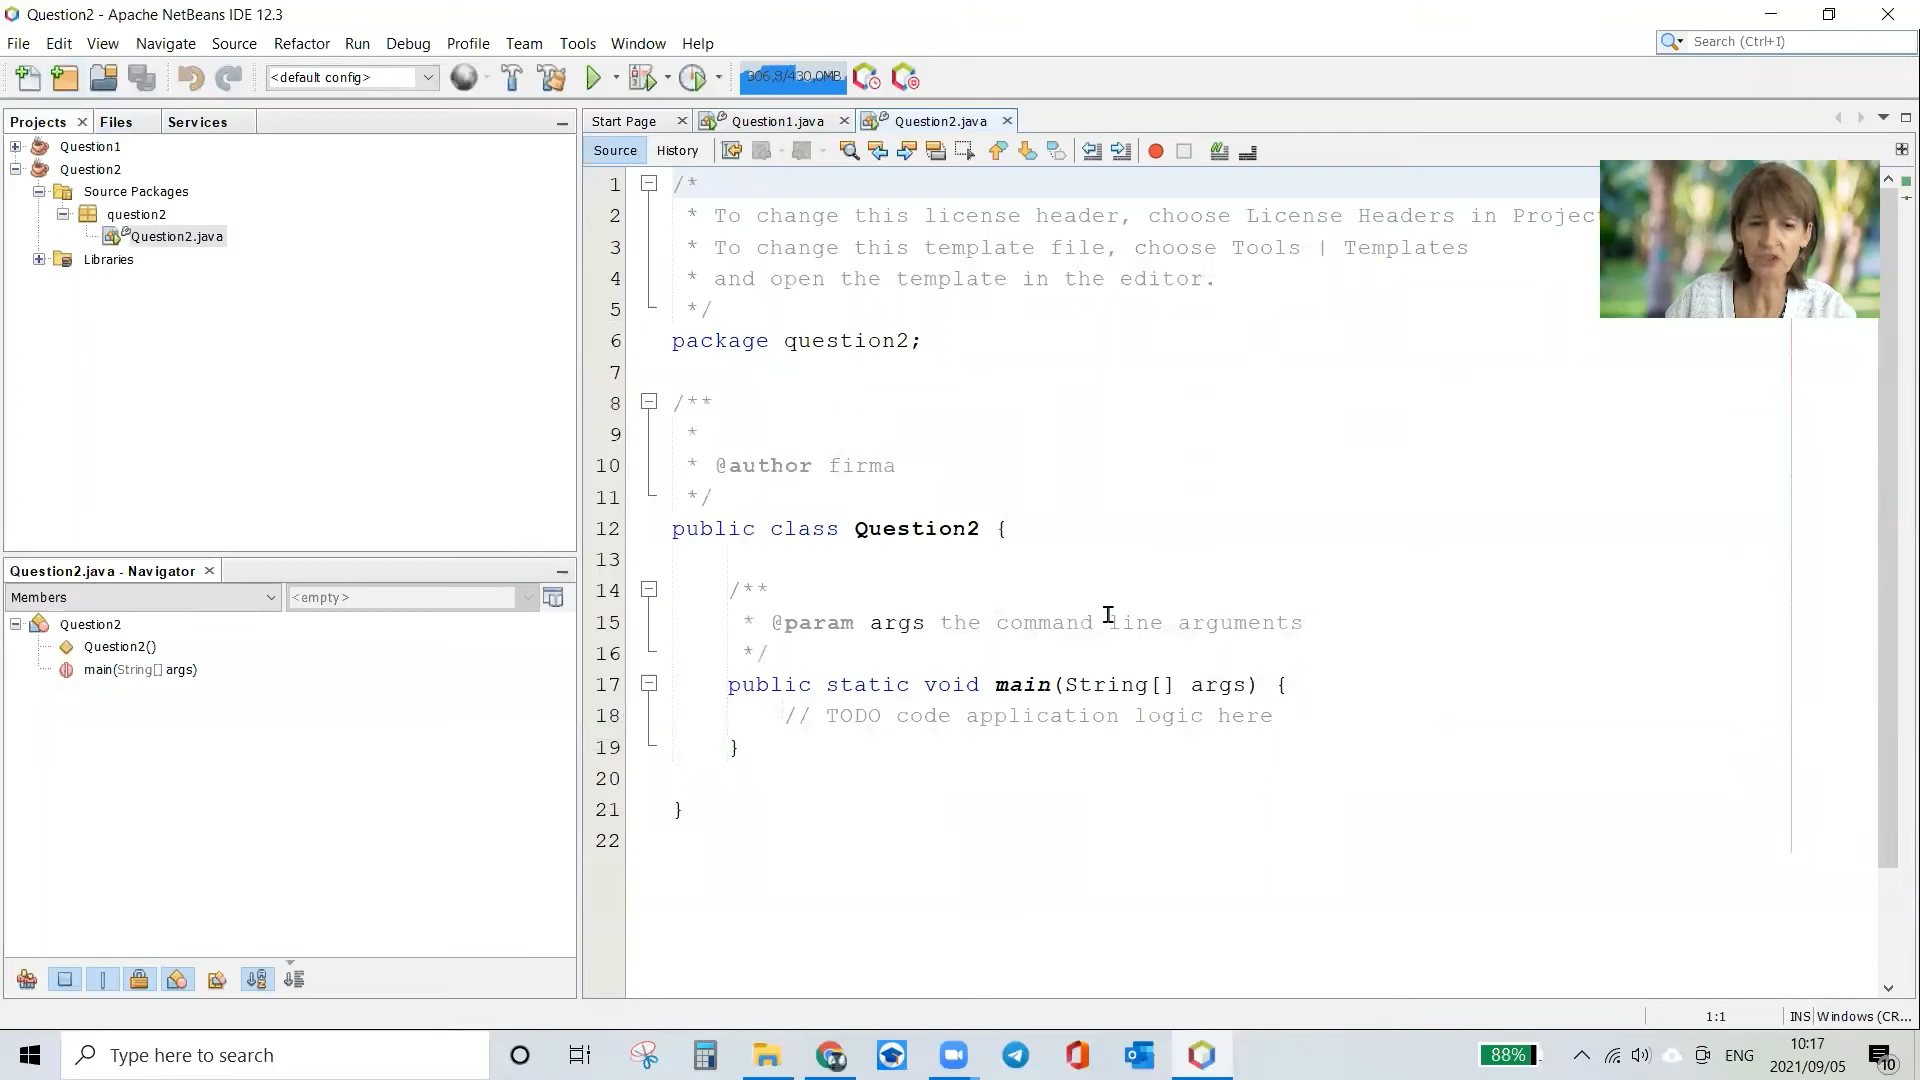 Question2 - Apache NetBeans IDE 12.3
File Edit View Navigate Source Refactor Run Debug Profile Team Tools Window Help
Search (Ctrl+I)
<default config>
306,8/430,0MB
Projects Files Services
Question1
Question2
Source Packages
question2
Question2.java
Libraries
Start Page Question1.java Question2.java
Source History
1 /*
2 * To change this license header, choose License Headers in Projec
3 * To change this template file, choose Tools | Templates
4 * and open the template in the editor.
5 */
6 package question2;
7
8 /**
9 *
10 * @author firma
11 */
12 public class Question2 {
13
14 /**
15 * @param args the command line arguments
16 */
17 public static void main(String[] args) {
18 // TODO code application logic here
19 }
20
21 }
22
Question2.java - Navigator
Members <empty>
Question2
Question2()
main(String[] args)
1:1 INS Windows (CR...
Type here to search
88%
ENG
10:17
2021/09/05
10